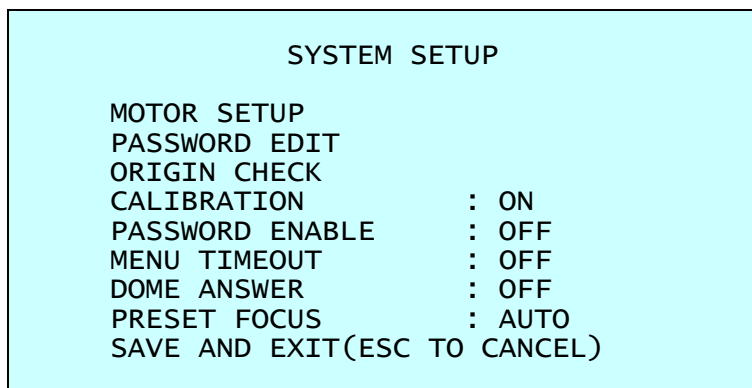 SYSTEM SETUP
MOTOR SETUP
PASSWORD EDIT
ORIGIN CHECK
CALIBRATION : ON
PASSWORD ENABLE : OFF
MENU TIMEOUT : OFF
DOME ANSWER : OFF
PRESET FOCUS : AUTO
SAVE AND EXIT(ESC TO CANCEL)